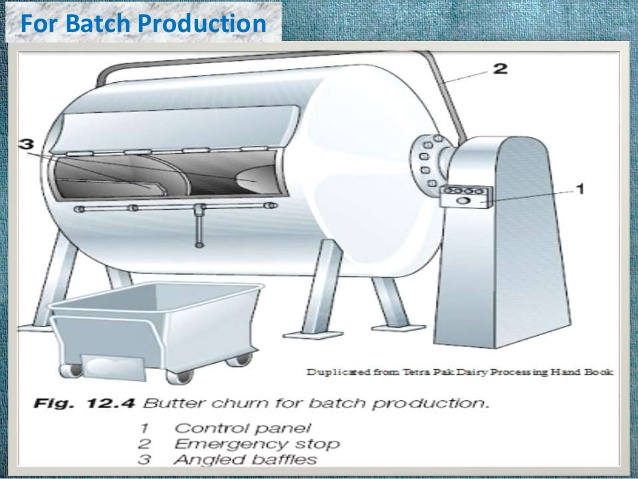 For Batch Production
2
3
1
Duplicated from Tetra Pak Dairy Processing Hand Book
Fig. 12.4 Butter churn for batch production.
1 Control panel
2 Emergency stop
3 Angled baffles